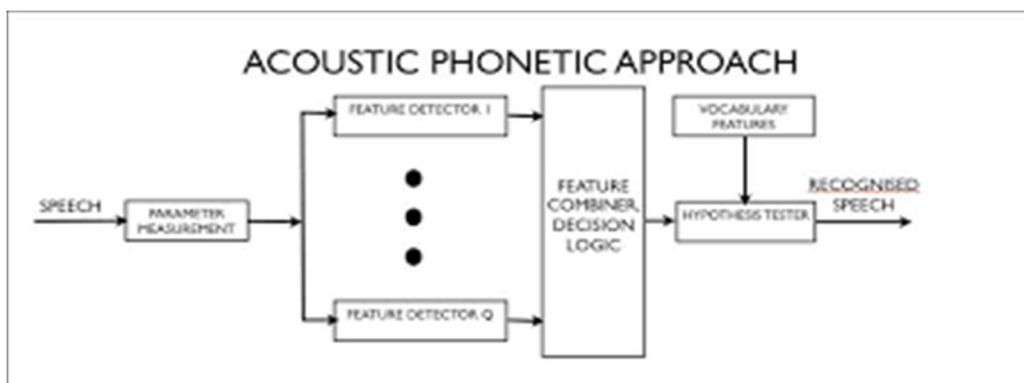 ACOUSTIC PHONETIC APPROACH
SPEECH
PARAMETER
MEASUREMENT
FEATURE DETECTOR 1
FEATURE DETECTOR Q
FEATURE
COMBINER,
DECISION
LOGIC
VOCABULARY
FEATURES
HYPOTHESIS TESTER
RECOGNISED
SPEECH